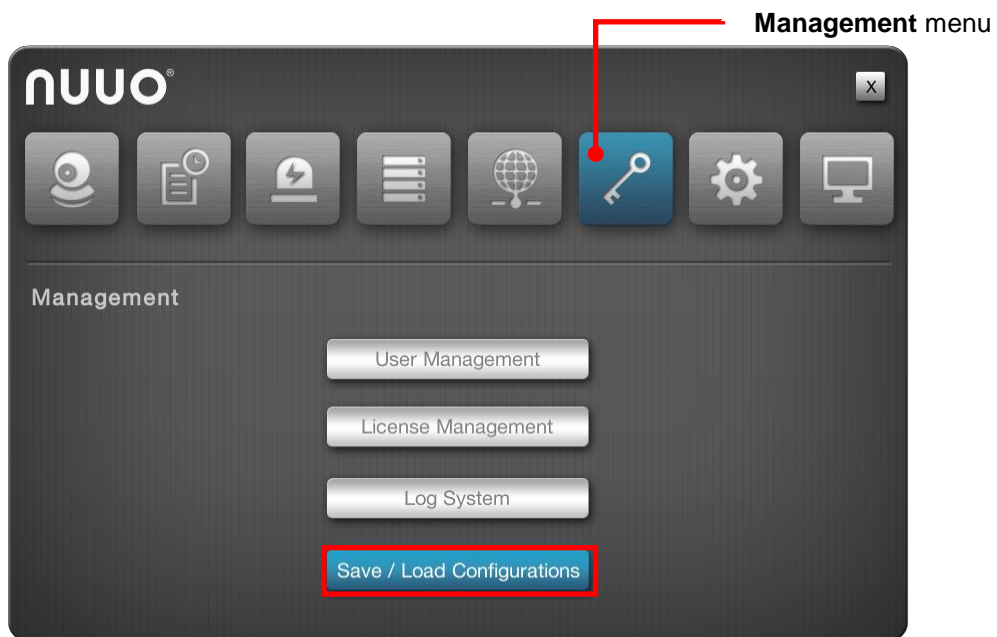 Management menu
nuuo®
X
Management
User Management
License Management
Log System
Save / Load Configurations